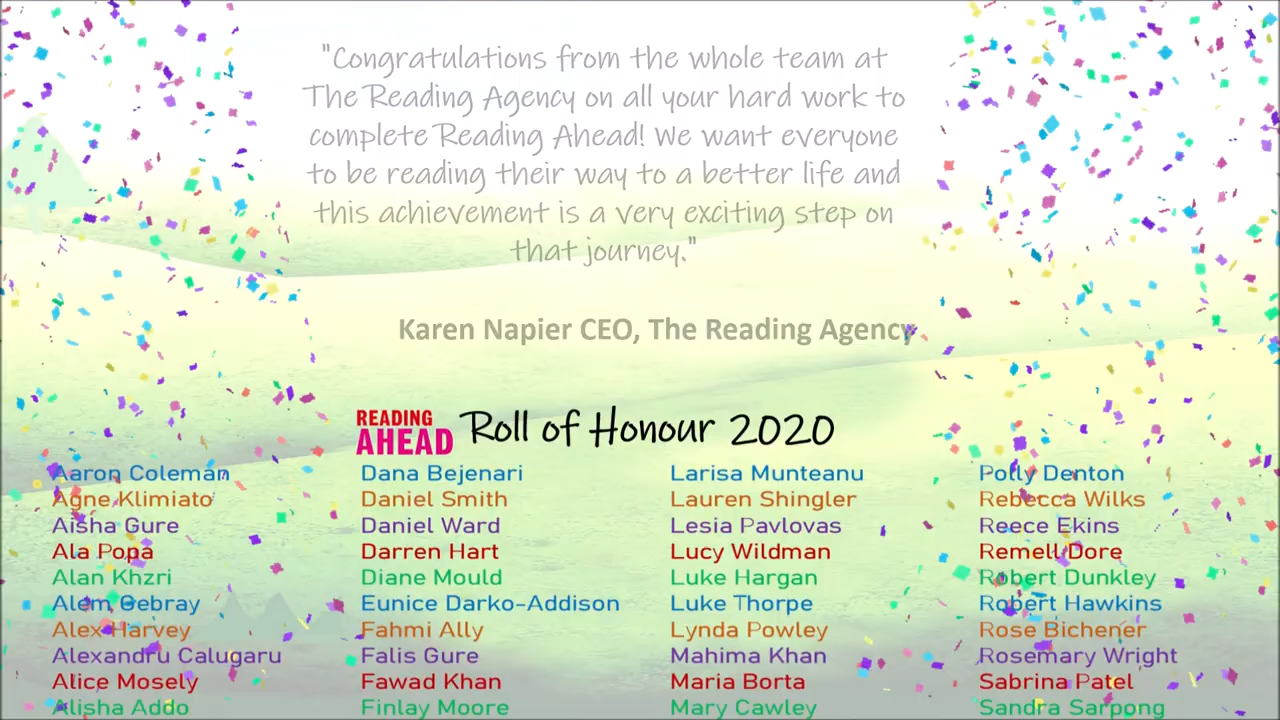 "Congratulations from the whole team at
The Reading Agency on all your hard work to
complete Reading Ahead! We want everyone
to be reading their way to a better life and
this achievement is a very exciting step on
that journey."
Karen Napier CEO, The Reading Agency
READING
AHEAD
Roll of Honour 2020
Aaron Coleman
Agne Klimiato
Aisha Gure
Ala Popa
Alan Khzri
Alem Gebray
Alex Harvey
Alexandru Calugaru
Alice Mosely
Alisha Addo
Dana Bejenari
Daniel Smith
Daniel Ward
Darren Hart
Diane Mould
Eunice Darko-Addison
Fahmi Ally
Falis Gure
Fawad Khan
Finlay Moore
Larisa Munteanu
Lauren Shingler
Lesia Pavlovas
Lucy Wildman
Luke Hargan
Luke Thorpe
Lynda Powley
Mahima Khan
Maria Borta
Mary Cawley
Polly Denton
Rebecca Wilks
Reece Ekins
Remell Dore
Robert Dunkley
Robert Hawkins
Rose Bichener
Rosemary Wright
Sabrina Patel
Sandra Sarpong